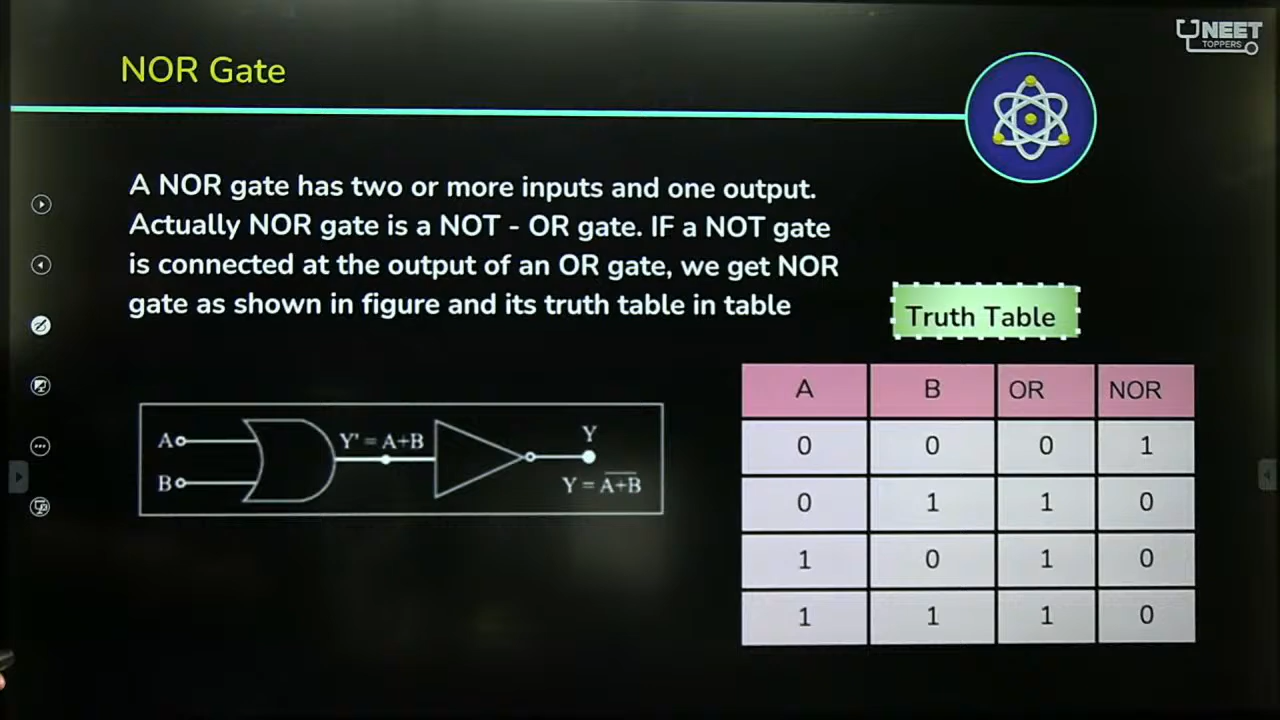 NEET
TOPPERS
NOR Gate
A NOR gate has two or more inputs and one output.
Actually NOR gate is a NOT - OR gate. IF a NOT gate
is connected at the output of an OR gate, we get NOR
gate as shown in figure and its truth table in table
Truth Table
A B OR NOR
0 0 0 1
0 1 1 0
1 0 1 0
1 1 1 0
A
B
Y' = A+B
Y
Y = A̅+̅B̅